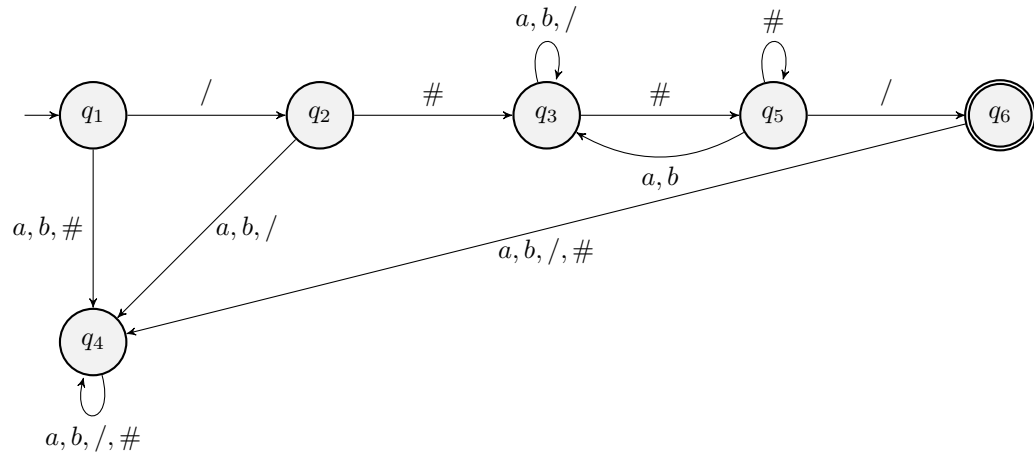 a, b, /
#
q1
/
q2
#
q3
#
q5
/
q6
a, b
a, b, #
a, b, /
a, b, /, #
q4
a, b, /, #